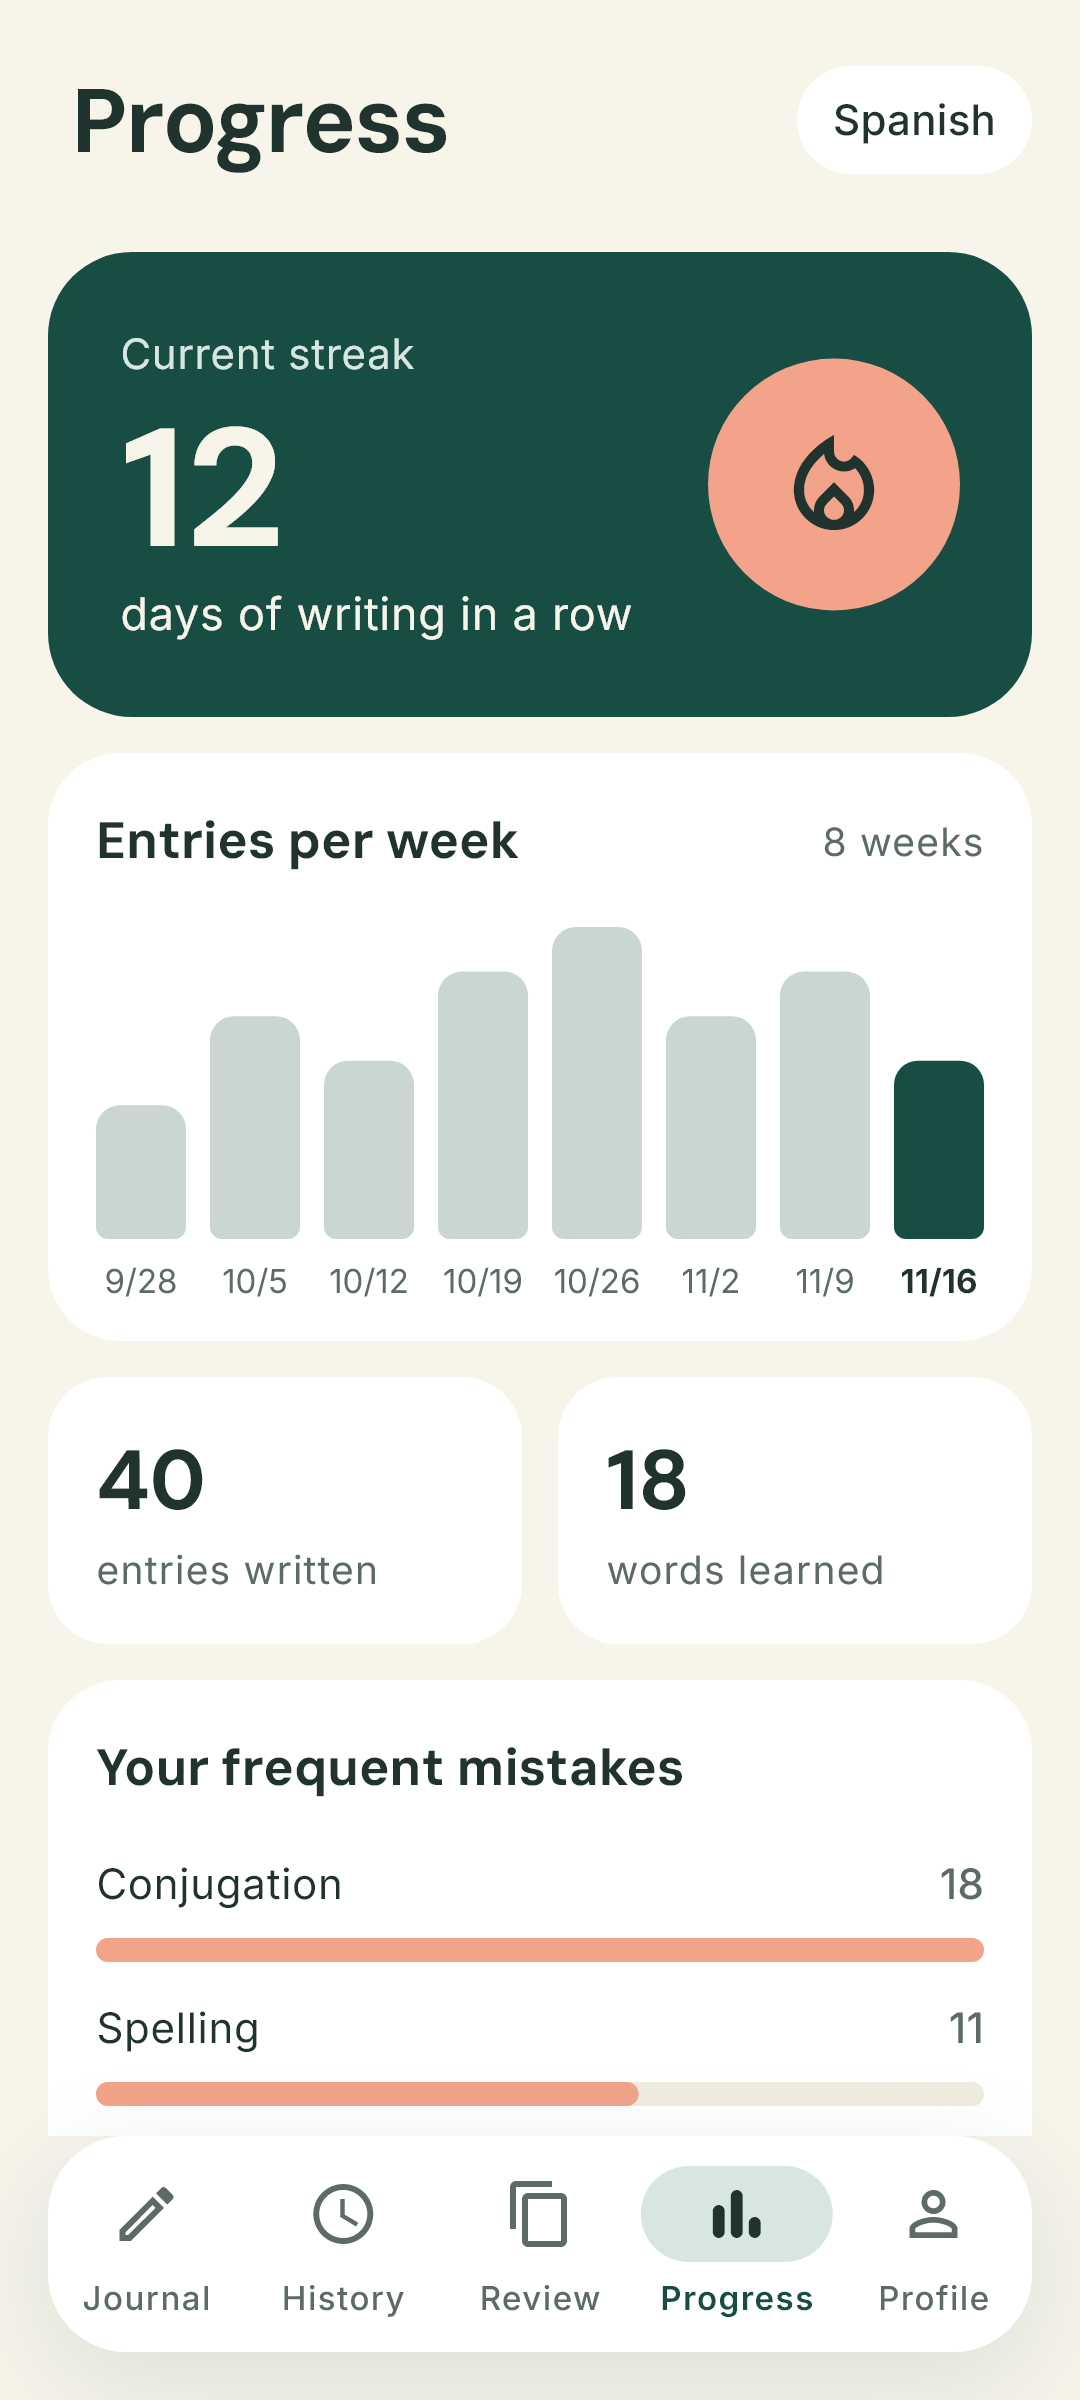 Progress
Spanish
Current streak
12
days of writing in a row
Entries per week
8 weeks
9/28 10/5 10/12 10/19 10/26 11/2 11/9 11/16
40
entries written
18
words learned
Your frequent mistakes
Conjugation 18
Spelling 11
Journal History Review Progress Profile